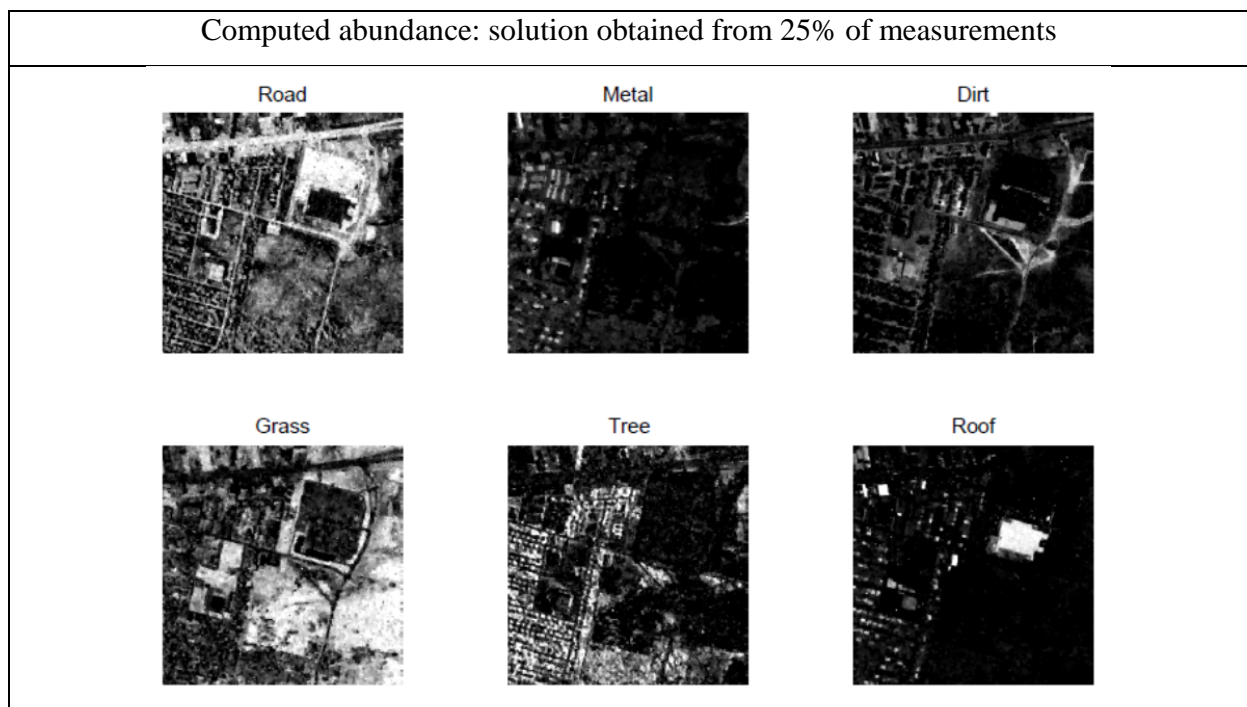 Computed abundance: solution obtained from 25% of measurements
Road Metal Dirt
Grass Tree Roof